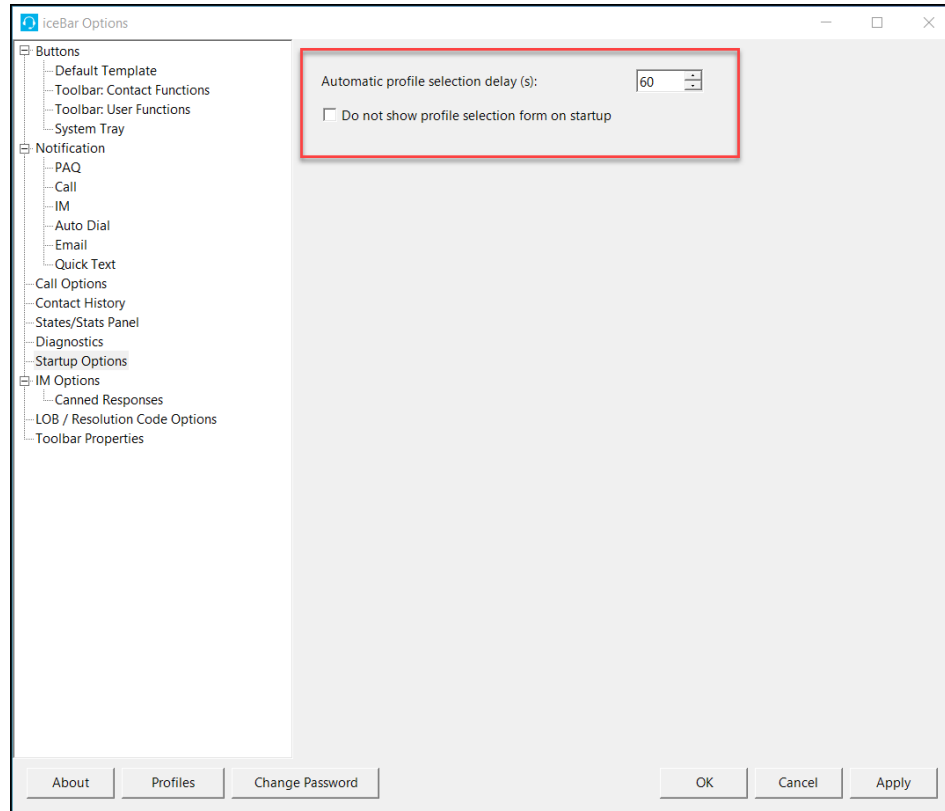 iceBar Options
Buttons
Default Template
Toolbar: Contact Functions
Toolbar: User Functions
System Tray
Notification
PAQ
Call
IM
Auto Dial
Email
Quick Text
Call Options
Contact History
States/Stats Panel
Diagnostics
Startup Options
IM Options
Canned Responses
LOB / Resolution Code Options
Toolbar Properties
Automatic profile selection delay (s): 60
Do not show profile selection form on startup
About Profiles Change Password OK Cancel Apply